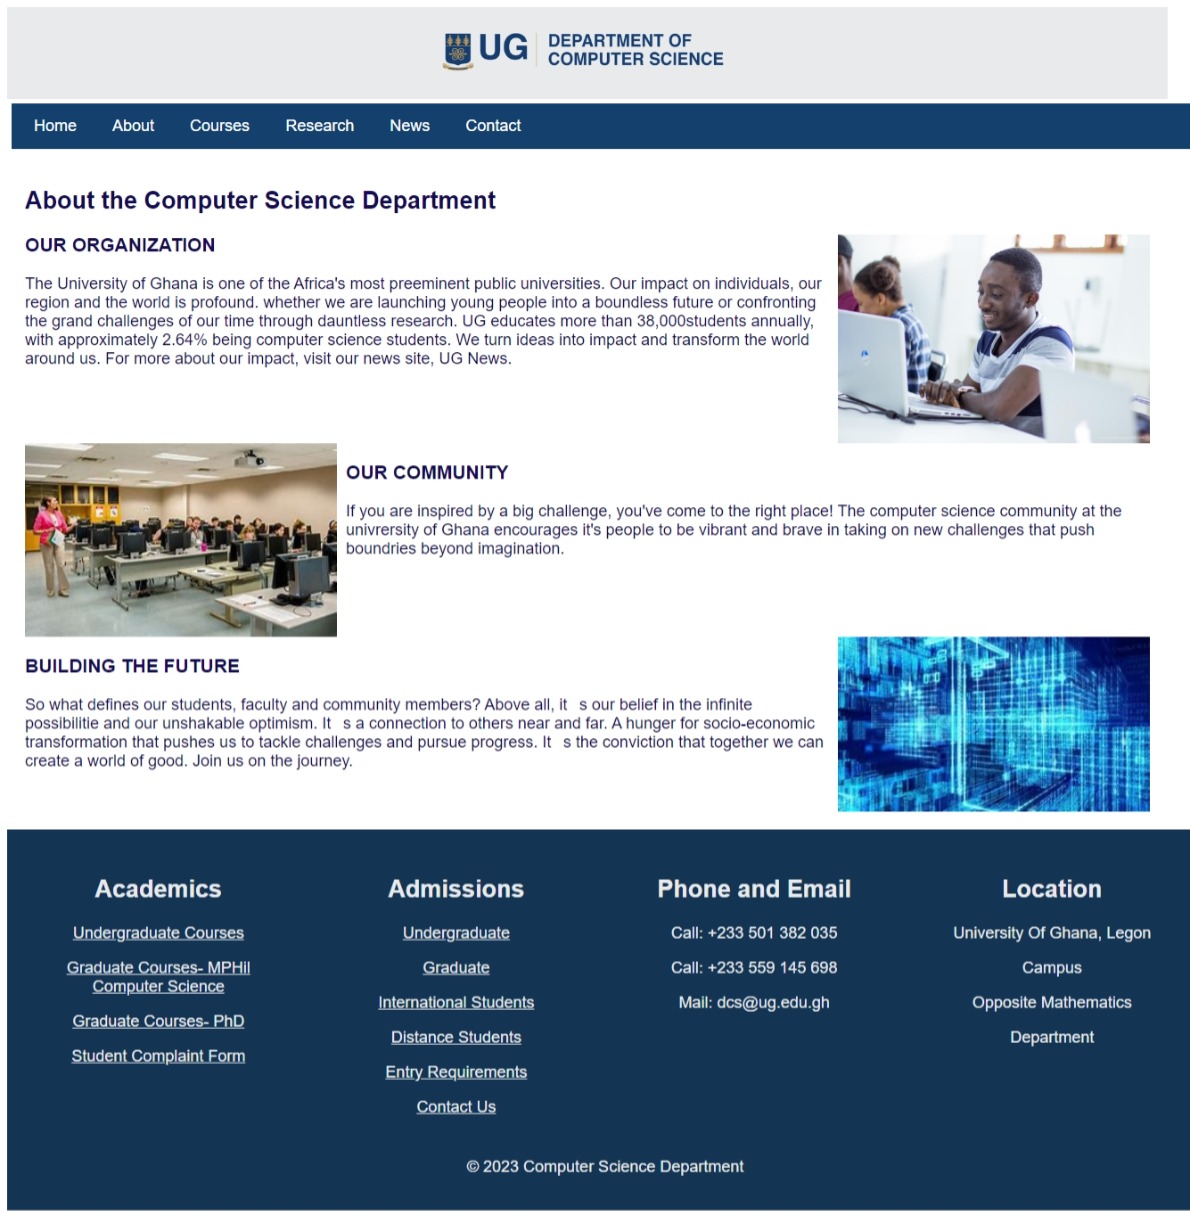 UG
DEPARTMENT OF
COMPUTER SCIENCE
Home About Courses Research News Contact
About the Computer Science Department
OUR ORGANIZATION
The University of Ghana is one of the Africa's most preeminent public universities. Our impact on individuals, our
region and the world is profound. whether we are launching young people into a boundless future or confronting
the grand challenges of our time through dauntless research. UG educates more than 38,000students annually,
with approximately 2.64% being computer science students. We turn ideas into impact and transform the world
around us. For more about our impact, visit our news site, UG News.
OUR COMMUNITY
If you are inspired by a big challenge, you've come to the right place! The computer science community at the
univrersity of Ghana encourages it's people to be vibrant and brave in taking on new challenges that push
boundries beyond imagination.
BUILDING THE FUTURE
So what defines our students, faculty and community members? Above all, it s our belief in the infinite
possibilitie and our unshakable optimism. It s a connection to others near and far. A hunger for socio-economic
transformation that pushes us to tackle challenges and pursue progress. It s the conviction that together we can
create a world of good. Join us on the journey.
Academics
Undergraduate Courses
Graduate Courses- MPHil
Computer Science
Graduate Courses- PhD
Student Complaint Form
Admissions
Undergraduate
Graduate
International Students
Distance Students
Entry Requirements
Contact Us
Phone and Email
Call: +233 501 382 035
Call: +233 559 145 698
Mail: dcs@ug.edu.gh
Location
University Of Ghana, Legon
Campus
Opposite Mathematics
Department
© 2023 Computer Science Department